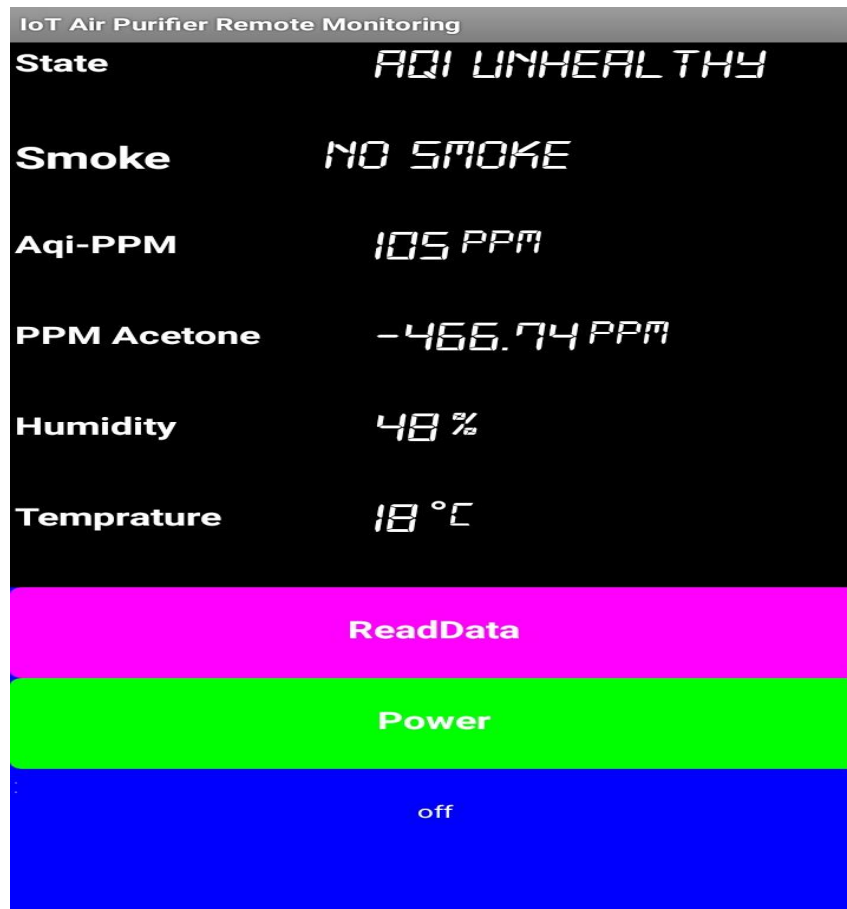 IoT Air Purifier Remote Monitoring
State AQI UNHEALTHY
Smoke NO SMOKE
Aqi-PPM 105 PPM
PPM Acetone -466.74 PPM
Humidity 48 %
Temprature 18 °C
ReadData
Power
:
off